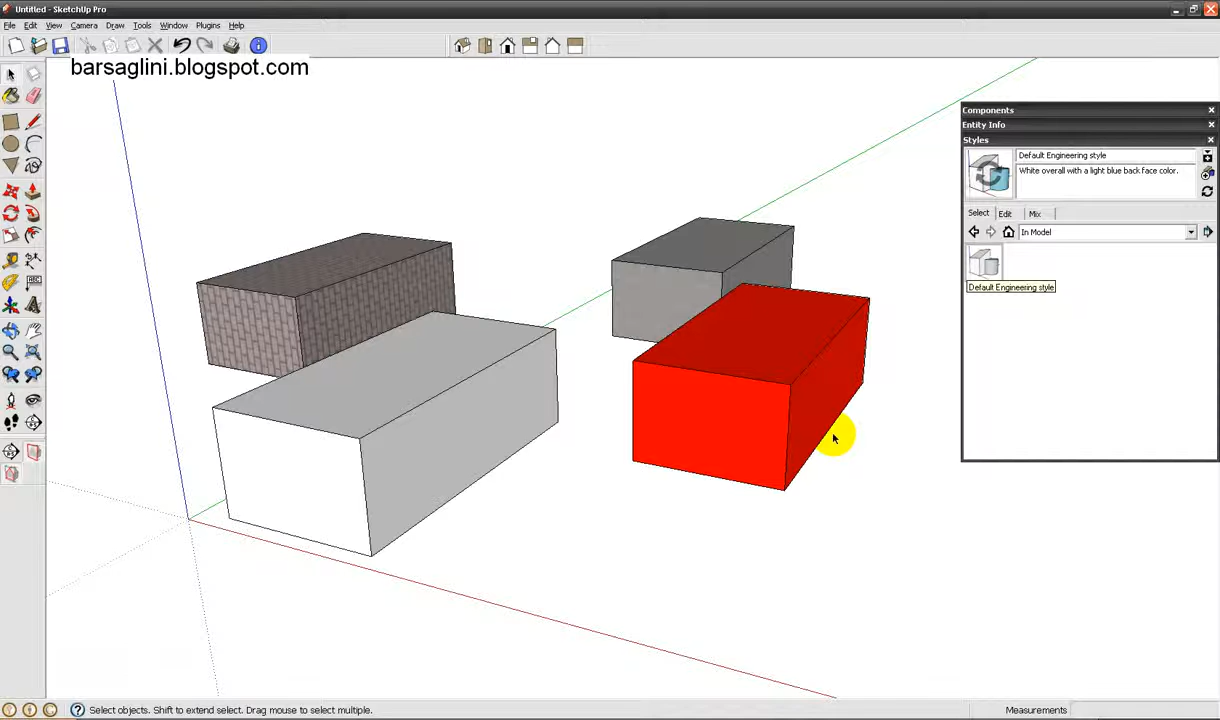 Untitled - SketchUp Pro
File Edit View Camera Draw Tools Window Plugins Help
barsaglini.blogspot.com
Components
Entity Info
Styles
Default Engineering style
White overall with a light blue back face color.
Select Edit Mix
In Model
Default Engineering style
Select objects. Shift to extend select. Drag mouse to select multiple.
Measurements